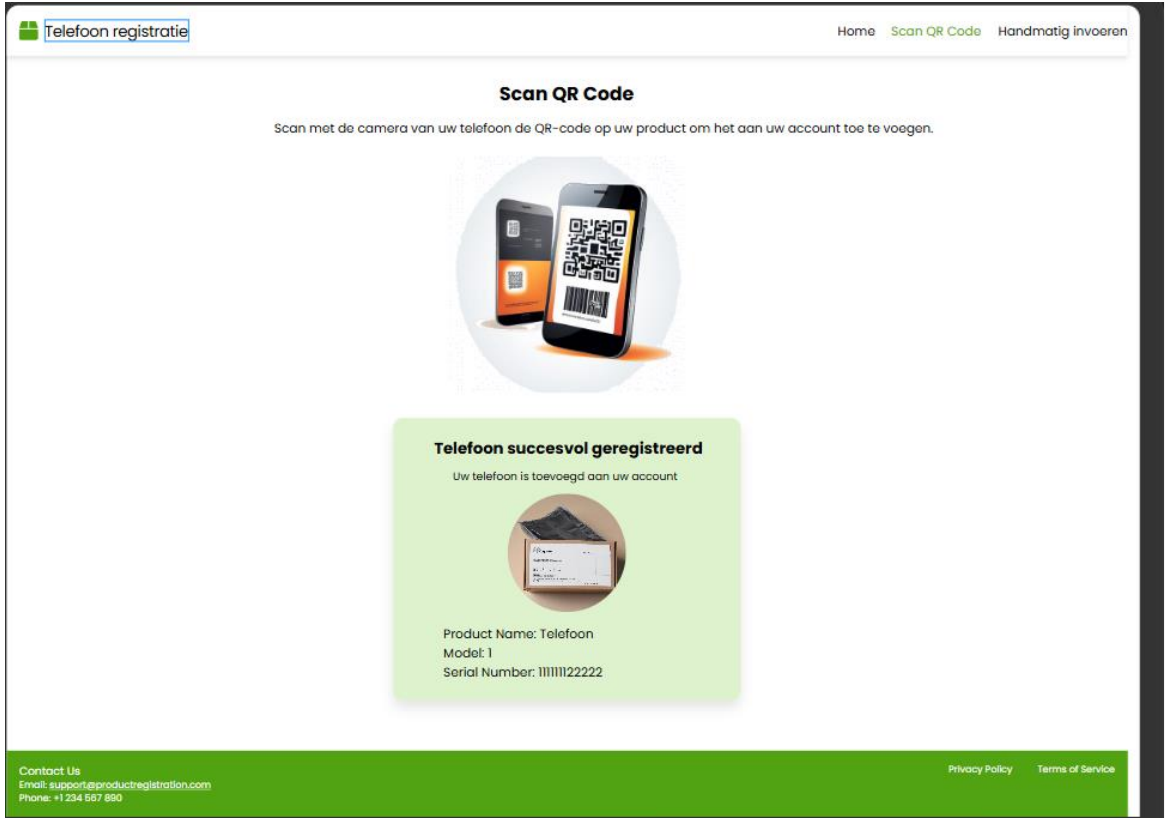 Telefoon registratie
Home Scan QR Code Handmatig invoeren
Scan QR Code
Scan met de camera van uw telefoon de QR-code op uw product om het aan uw account toe te voegen.
Telefoon succesvol geregistreerd
Uw telefoon is toevoegd aan uw account
Product Name: Telefoon
Model: 1
Serial Number: 111111122222
Contact Us
Email: support@productregistration.com
Phone: +1 234 567 890
Privacy Policy Terms of Service